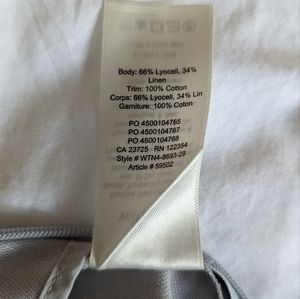 Body: 66% Lyocell, 34%
Linen
Trim: 100% Cotton
Corps: 66% Lyocell, 34% Lin
Garniture: 100% Coton
PO 4500104765
PO 4500104767
PO 4500104768
CA 23725 RN 122354
Style # WTN4-8693-29
Article # 59502